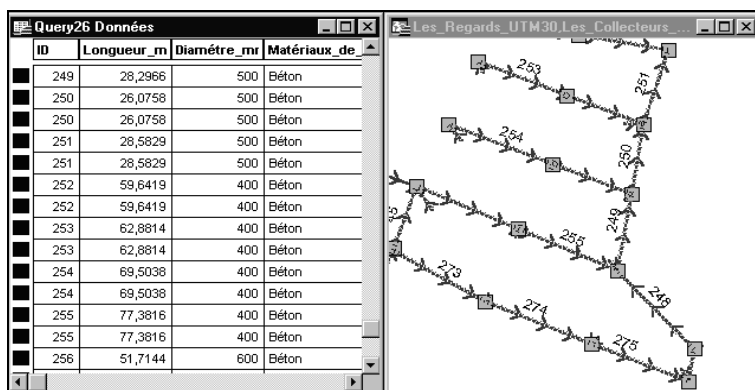 Query26 Données
ID Longueur_m Diamétre_mr Matériaux_de_
249 28,2966 500 Béton
250 26,0758 500 Béton
250 26,0758 500 Béton
251 28,5829 500 Béton
251 28,5829 500 Béton
252 59,6419 400 Béton
252 59,6419 400 Béton
253 62,8814 400 Béton
253 62,8814 400 Béton
254 69,5038 400 Béton
254 69,5038 400 Béton
255 77,3816 400 Béton
255 77,3816 400 Béton
256 51,7144 600 Béton
Les_Regards_UTM30,Les_Collecteurs_...
253
251
254
250
249
255
273
248
274
275